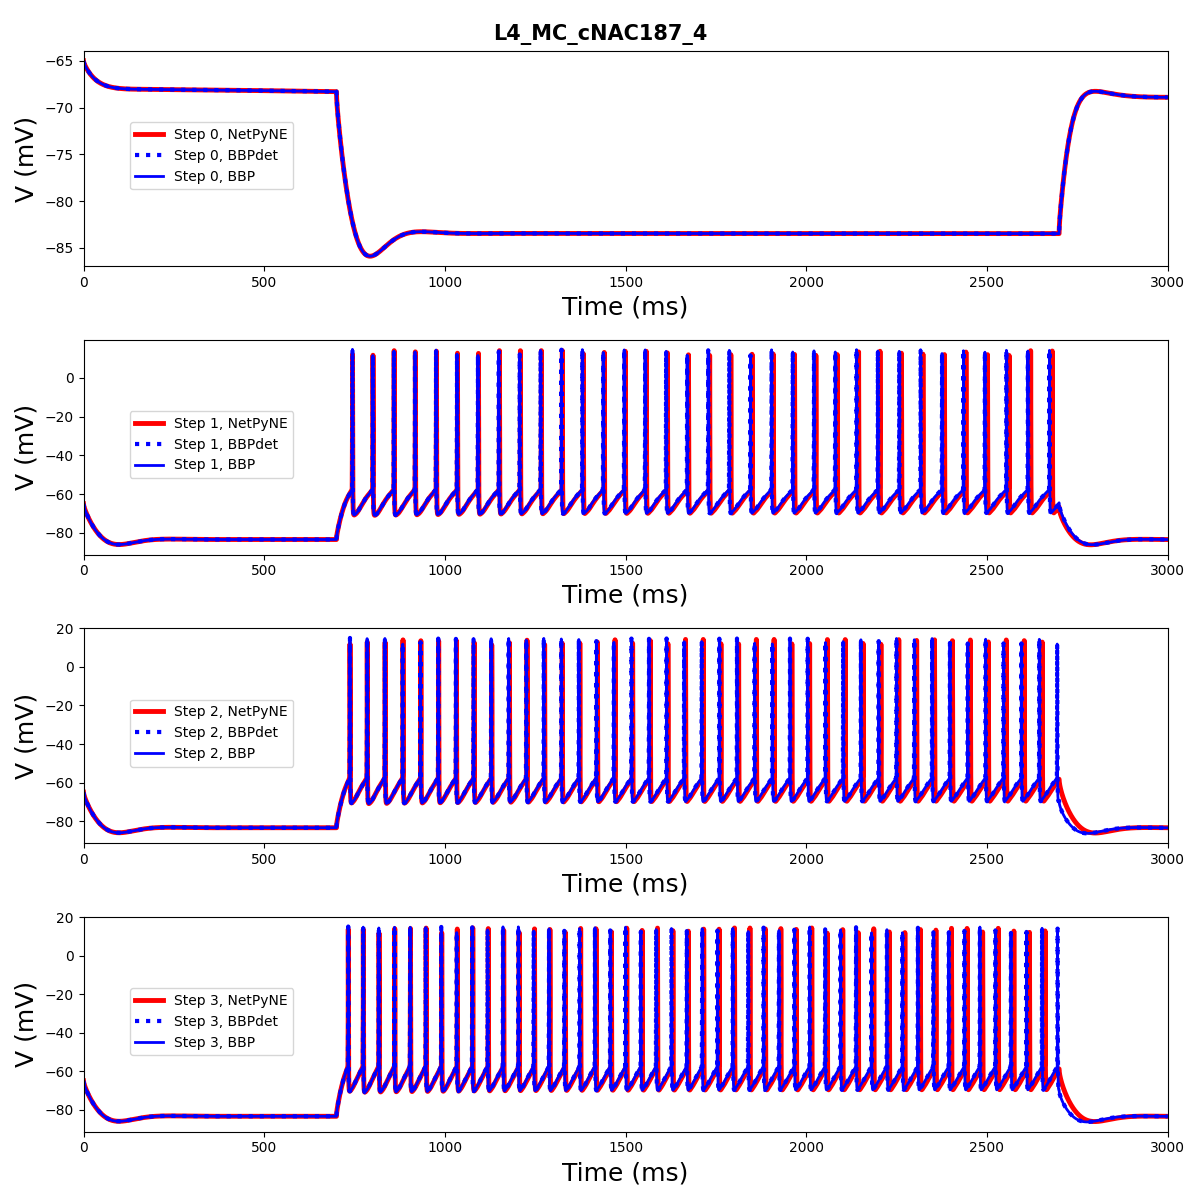 L4_MC_cNAC187_4
−65
−70
−75
−80
−85
V (mV)
Step 0, NetPyNE
Step 0, BBPdet
Step 0, BBP
0 500 1000 1500 2000 2500 3000
Time (ms)
0
−20
−40
−60
−80
V (mV)
Step 1, NetPyNE
Step 1, BBPdet
Step 1, BBP
0 500 1000 1500 2000 2500 3000
Time (ms)
20
0
−20
−40
−60
−80
V (mV)
Step 2, NetPyNE
Step 2, BBPdet
Step 2, BBP
0 500 1000 1500 2000 2500 3000
Time (ms)
20
0
−20
−40
−60
−80
V (mV)
Step 3, NetPyNE
Step 3, BBPdet
Step 3, BBP
0 500 1000 1500 2000 2500 3000
Time (ms)